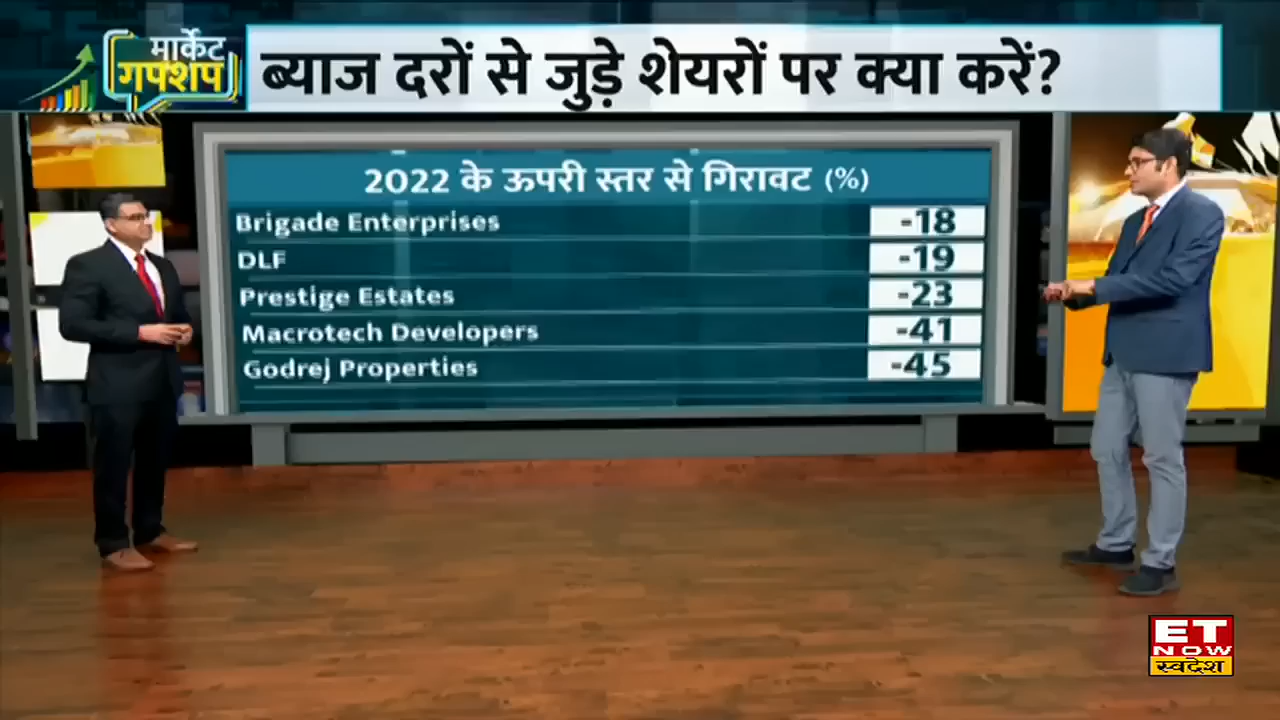 मार्केट
गपशप
ब्याज दरों से जुड़े शेयरों पर क्या करें?
2022 के ऊपरी स्तर से गिरावट (%)
Brigade Enterprises -18
DLF -19
Prestige Estates -23
Macrotech Developers -41
Godrej Properties -45
ET
NOW
स्वदेश